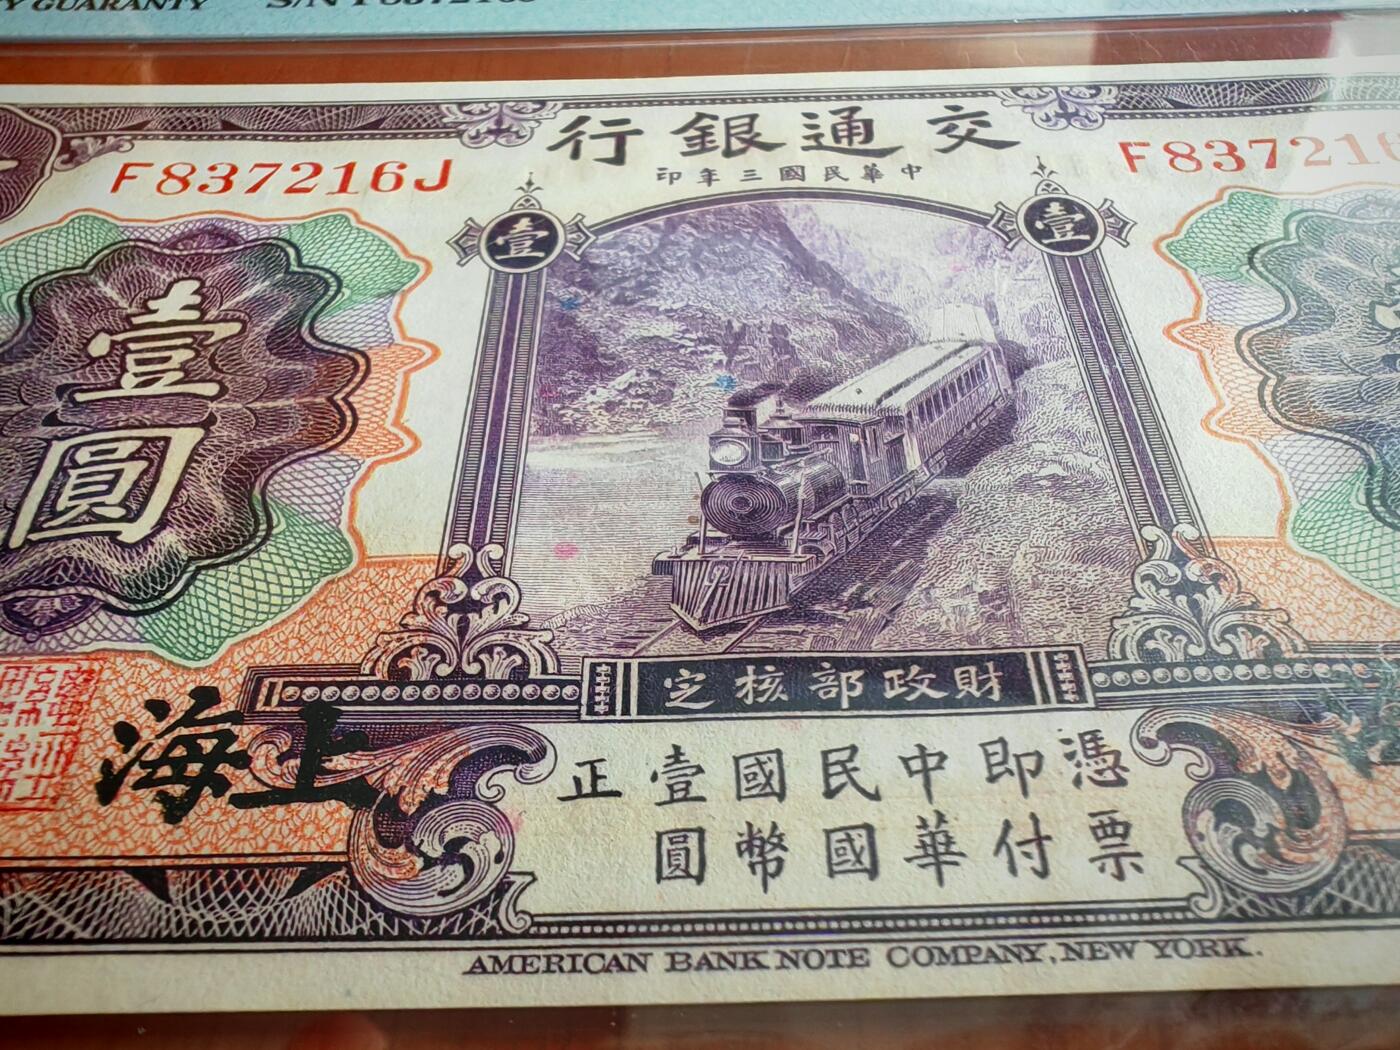 GUARANTY S/N
交通銀行
中華民國三年印
F837216J
F837216
壹
壹
壹圓
財政部核定
上海
憑票
即付
中華
民國
國幣
壹圓
正
AMERICAN BANK NOTE COMPANY, NEW YORK.